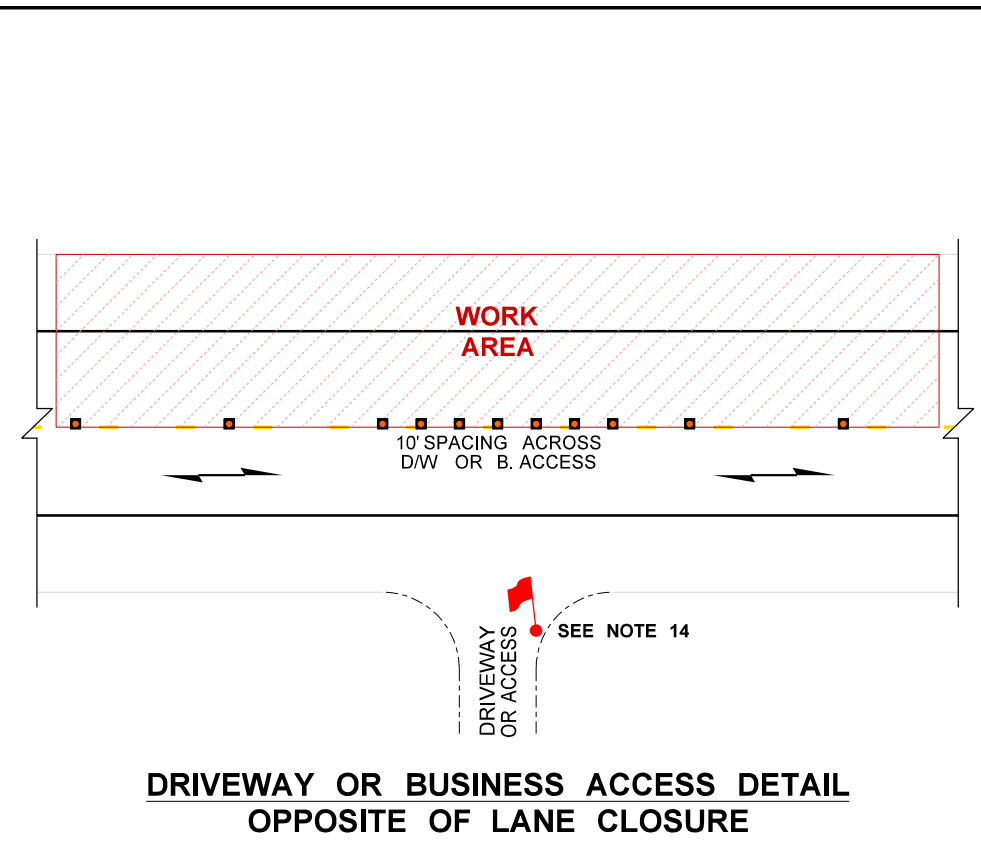 WORK
AREA
10' SPACING ACROSS
D/W OR B. ACCESS
SEE NOTE 14
DRIVEWAY
OR ACCESS
DRIVEWAY OR BUSINESS ACCESS DETAIL
OPPOSITE OF LANE CLOSURE